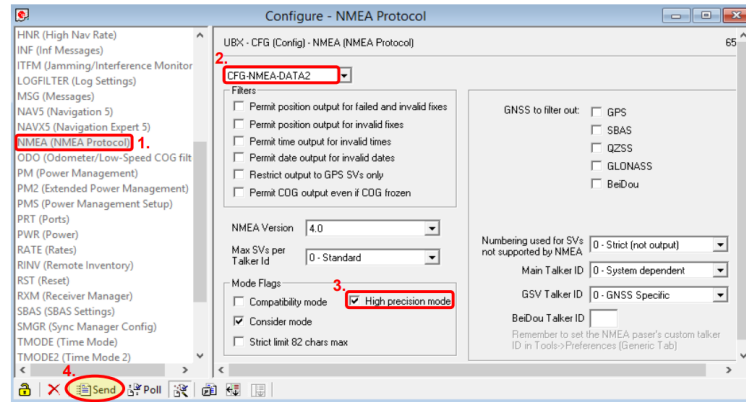 Configure - NMEA Protocol
HNR (High Nav Rate)
INF (Inf Messages)
ITFM (Jamming/Interference Monitor
LOGFILTER (Log Settings)
MSG (Messages)
NAV5 (Navigation 5)
NAVX5 (Navigation Expert 5)
NMEA (NMEA Protocol) 1.
ODO (Odometer/Low-Speed COG filt
PM (Power Management)
PM2 (Extended Power Management)
PMS (Power Management Setup)
PRT (Ports)
PWR (Power)
RATE (Rates)
RINV (Remote Inventory)
RST (Reset)
RXM (Receiver Manager)
SBAS (SBAS Settings)
SMGR (Sync Manager Config)
TMODE (Time Mode)
TMODE2 (Time Mode 2)
UBX - CFG (Config) - NMEA (NMEA Protocol) 65
2.
CFG-NMEA-DATA2
Filters
Permit position output for failed and invalid fixes
Permit position output for invalid fixes
Permit time output for invalid times
Permit date output for invalid dates
Restrict output to GPS SVs only
Permit COG output even if COG frozen
GNSS to filter out:
GPS
SBAS
QZSS
GLONASS
BeiDou
NMEA Version 4.0
Max SVs per
Talker Id
0 - Standard
Mode Flags
3.
Compatibility mode
High precision mode
Consider mode
Strict limit 82 chars max
Numbering used for SVs
not supported by NMEA
0 - Strict (not output)
Main Talker ID 0 - System dependent
GSV Talker ID 0 - GNSS Specific
BeiDou Talker ID
Remember to set the NMEA paser's custom talker
ID in Tools->Preferences (Generic Tab)
4.
Send
Poll